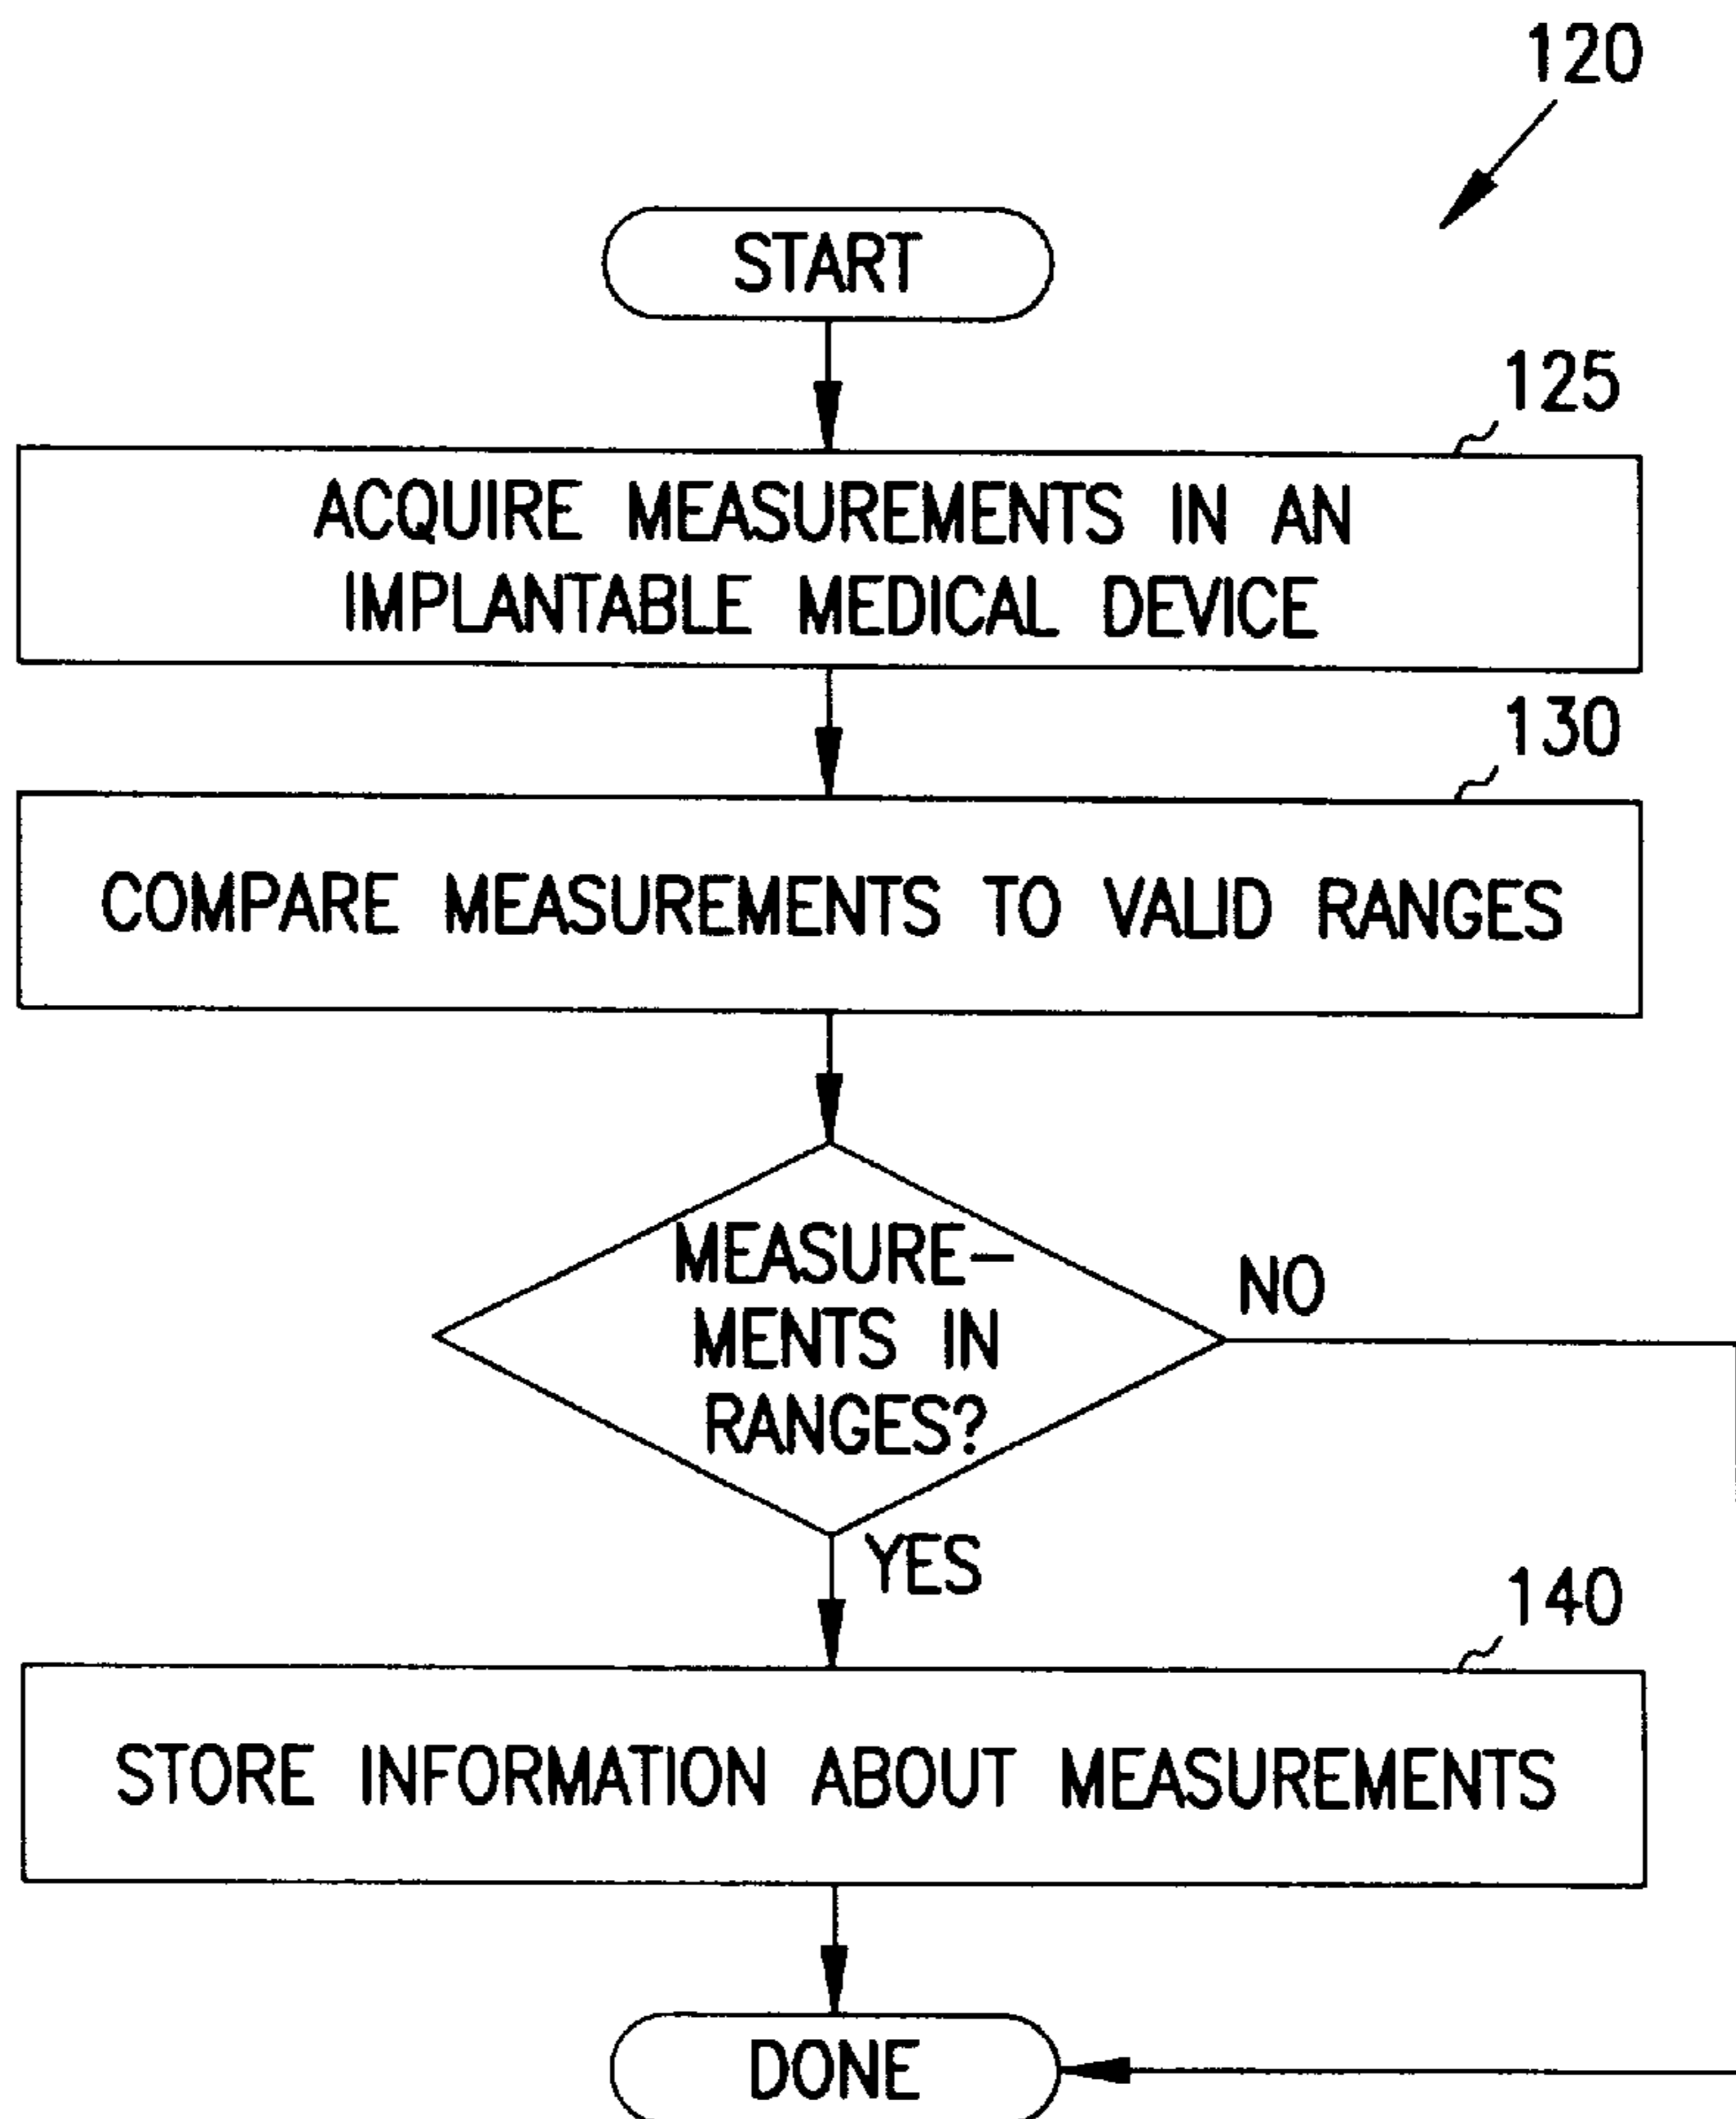 120
START
125
ACQUIRE MEASUREMENTS IN AN
IMPLANTABLE MEDICAL DEVICE
130
COMPARE MEASUREMENTS TO VALID RANGES
MEASURE-
MENTS IN
RANGES?
NO
YES
140
STORE INFORMATION ABOUT MEASUREMENTS
DONE